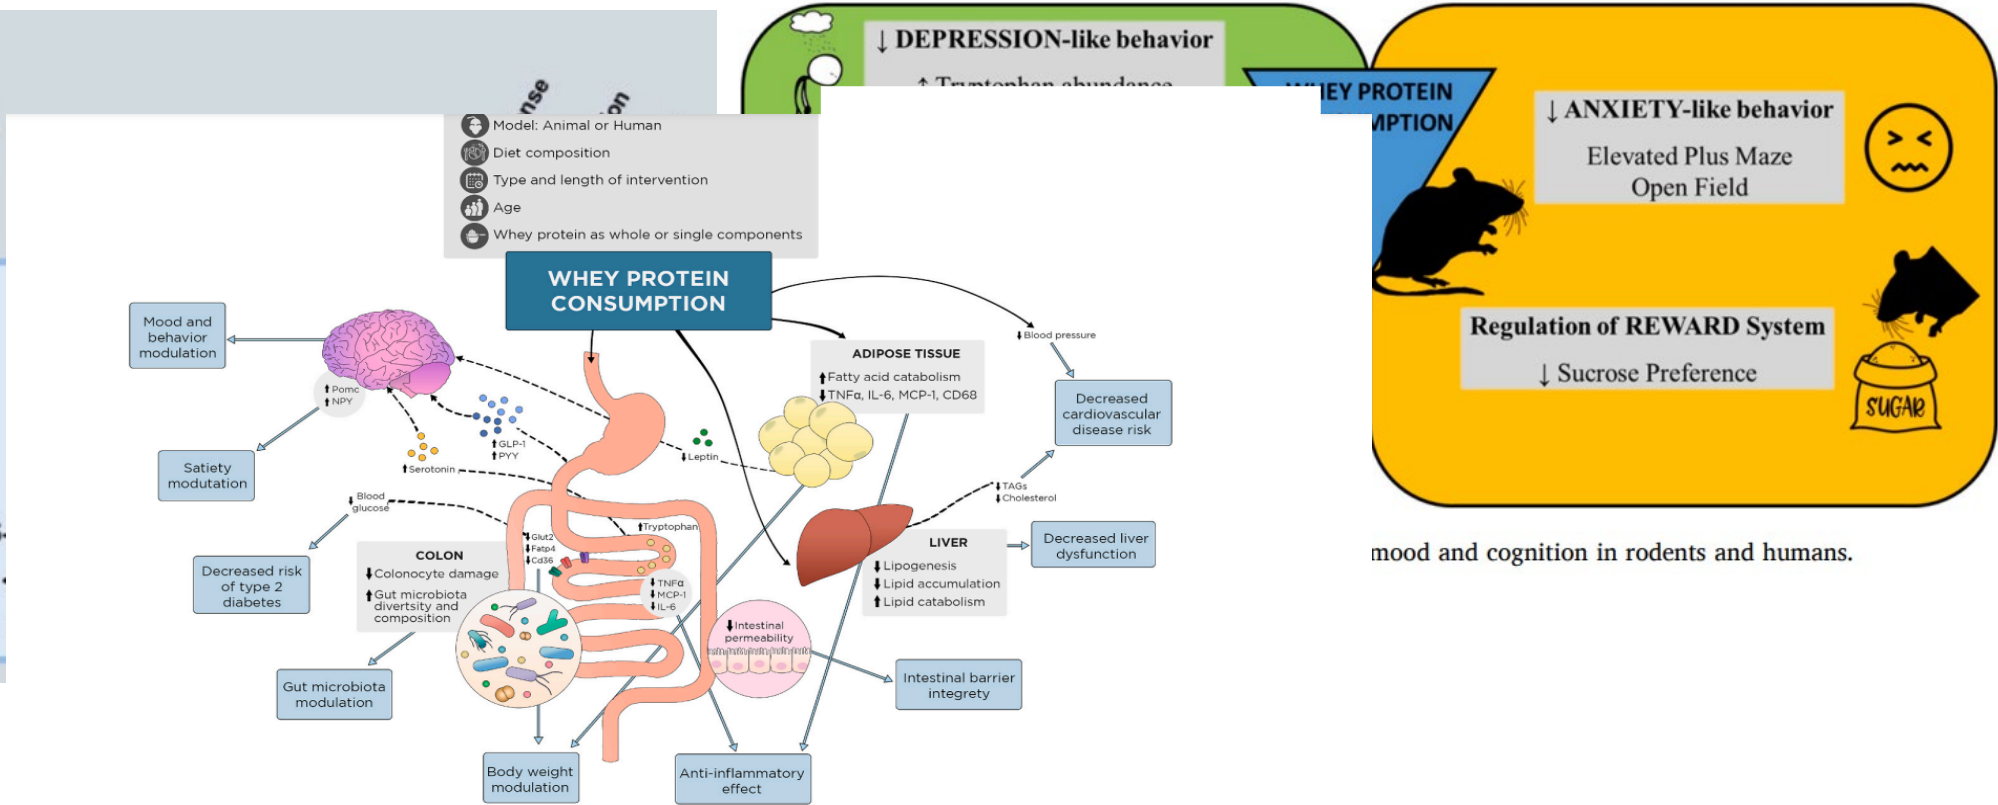 ↓ DEPRESSION-like behavior
↑ Tryptophan abundance
WHEY PROTEIN
↓ ANXIETY-like behavior
Elevated Plus Maze
Open Field
Regulation of REWARD System
↓ Sucrose Preference
SUGAR
mood and cognition in rodents and humans.
Model: Animal or Human
Diet composition
Type and length of intervention
Age
Whey protein as whole or single components
WHEY PROTEIN
CONSUMPTION
Mood and
behavior
modulation
↑ Pomc
↑ NPY
Satiety
modutation
↑ GLP-1
↑ PYY
↑ Serotonin
↓ Leptin
ADIPOSE TISSUE
↑ Fatty acid catabolism
↓ TNFα, IL-6, MCP-1, CD68
↓ Blood pressure
Decreased
cardiovascular
disease risk
↓ TAGs
↓ Cholesterol
↓ Blood
glucose
Decreased risk
of type 2
diabetes
COLON
↓ Colonocyte damage
↑ Gut microbiota
divertsity and
composition
↓ Glut2
↓ Fatp4
↓ Cd36
↑ Tryptophan
↓ TNFα
↓ MCP-1
↓ IL-6
LIVER
↓ Lipogenesis
↓ Lipid accumulation
↑ Lipid catabolism
Decreased liver
dysfunction
↓ Intestinal
permeability
Intestinal barrier
integrety
Gut microbiota
modulation
Body weight
modulation
Anti-inflammatory
effect